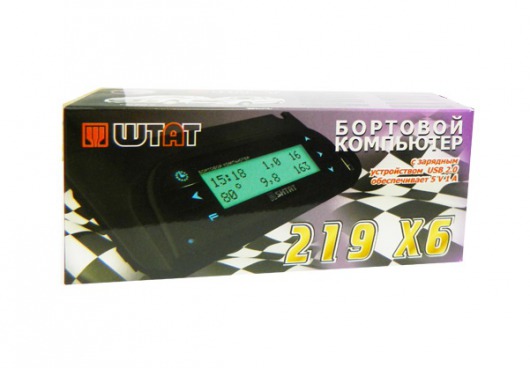 ШТАТ
БОРТОВОЙ
КОМПЬЮТЕР
с зарядным
устройством USB 2.0
обеспечивает 5 V 1 A
15:18 1,0 16
80° 9,8 163
ШТАТ
219 X6